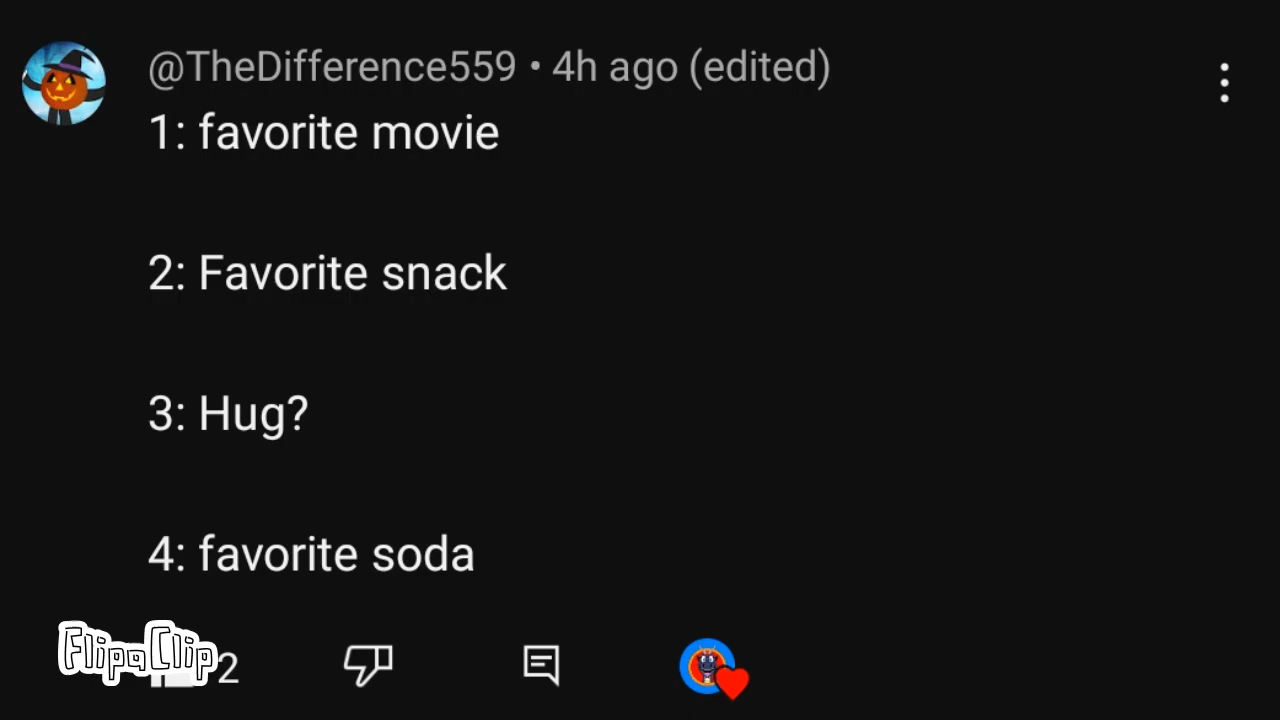 @TheDifference559 • 4h ago (edited)
1: favorite movie
2: Favorite snack
3: Hug?
4: favorite soda
FlipaClip 2